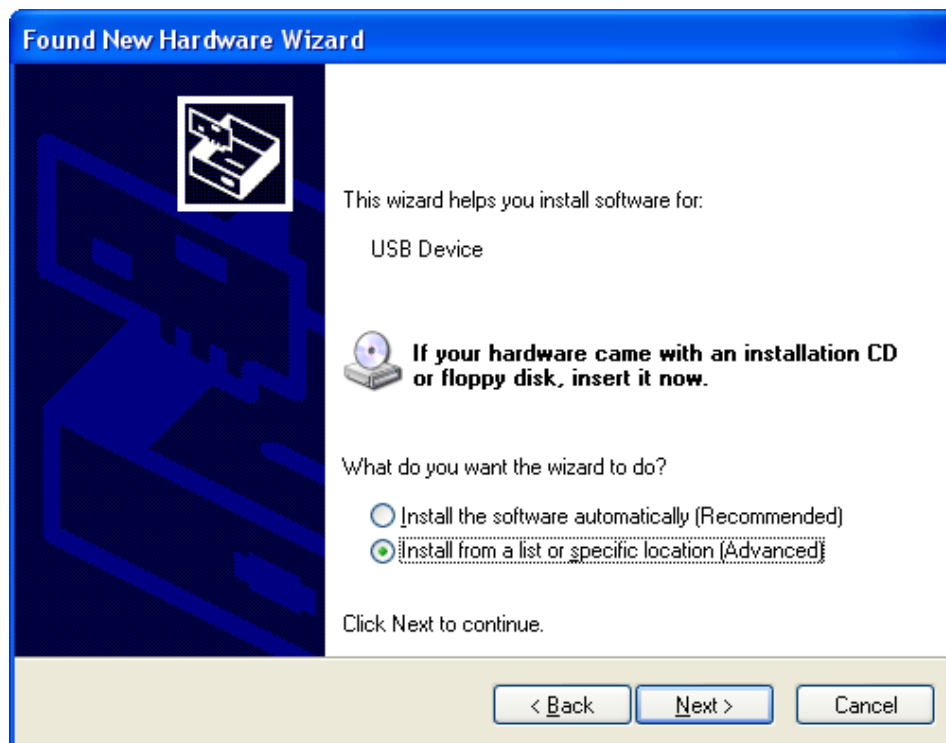 Found New Hardware Wizard
This wizard helps you install software for:
USB Device
If your hardware came with an installation CD
or floppy disk, insert it now.
What do you want the wizard to do?
Install the software automatically (Recommended)
Install from a list or specific location (Advanced)
Click Next to continue.
< Back
Next >
Cancel